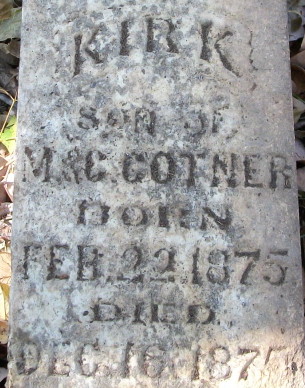 KIRK
SON OF
M.&C. COTNER
BORN
FEB. 22. 1875
DIED
DEC. 16. 1875